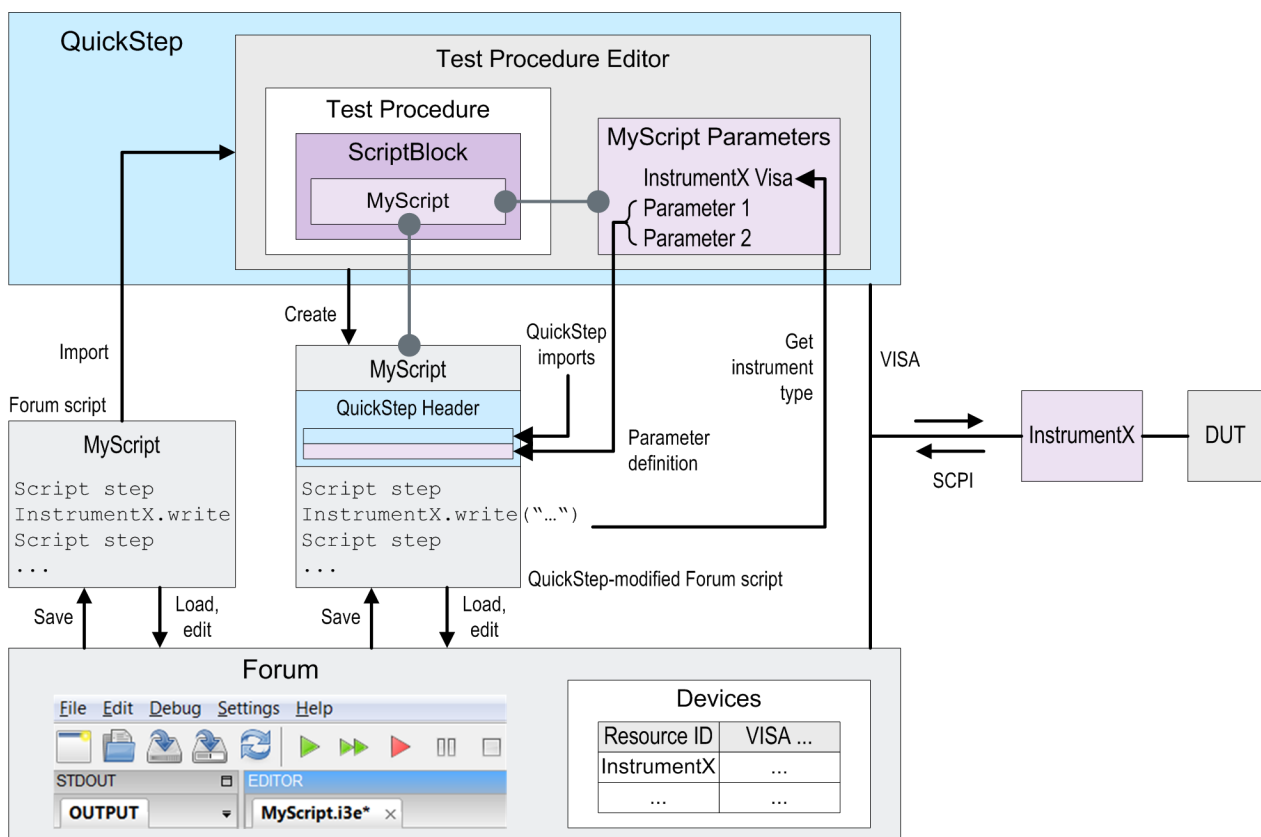 QuickStep
Test Procedure Editor
Test Procedure
ScriptBlock
MyScript
MyScript Parameters
InstrumentX Visa
Parameter 1
Parameter 2
Import
Create
QuickStep
imports
Get
instrument
type
VISA
Forum script
MyScript
Script step
InstrumentX.write
Script step
...
MyScript
QuickStep Header
Parameter
definition
Script step
InstrumentX.write(“…“)
Script step
...
QuickStep-modified Forum script
InstrumentX
DUT
SCPI
Save
Load,
edit
Save
Load,
edit
Forum
File Edit Debug Settings Help
STDOUT
EDITOR
OUTPUT
MyScript.i3e* ×
Devices
Resource ID VISA ...
InstrumentX ...
... ...